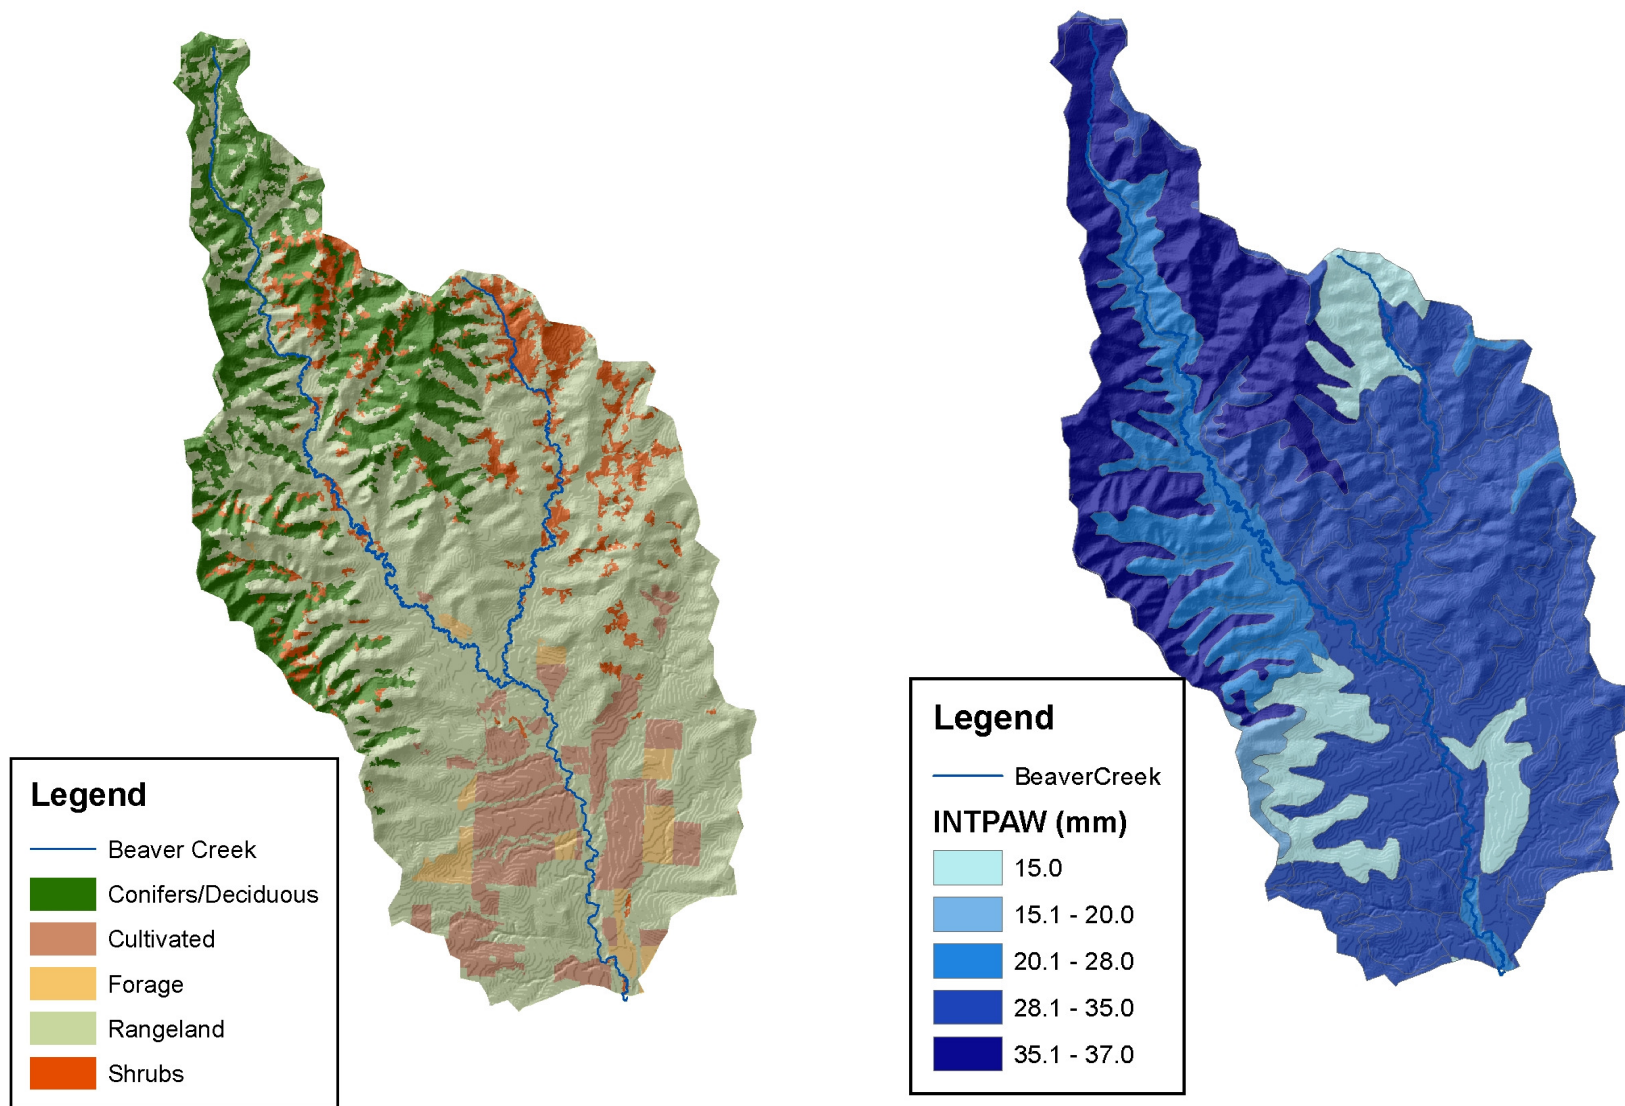 Legend
Beaver Creek
Conifers/Deciduous
Cultivated
Forage
Rangeland
Shrubs
Legend
BeaverCreek
INTPAW (mm)
15.0
15.1 - 20.0
20.1 - 28.0
28.1 - 35.0
35.1 - 37.0